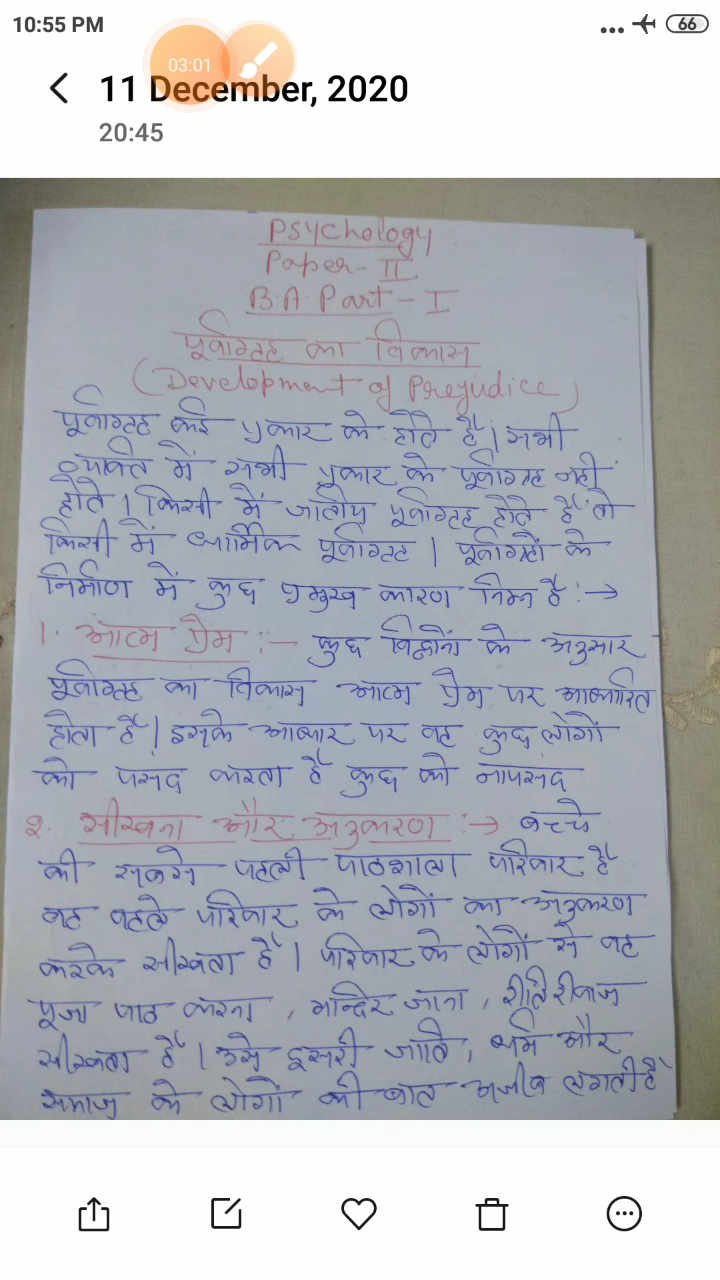 10:55 PM
66
03:01
11 December, 2020
20:45
Psychology
Paper-II
B.A. Part - I
पूर्वाग्रह का विकास
(Development of Prejudice)
पूर्वाग्रह कई प्रकार के होते है। सभी
व्यक्ति में सभी प्रकार के पूर्वाग्रह नहीं
होते। किसी में जातीय पूर्वाग्रह होते हैं तो
किसी में धार्मिक पूर्वाग्रह। पूर्वाग्रहों के
निर्माण में कुछ प्रमुख कारण निम्न है :→
1. आत्म प्रेम :- कुछ विद्वानों के अनुसार
पूर्वाग्रह का विकास आत्म प्रेम पर आधारित
होता है। इसके आधार पर वह कुछ लोगों
को पसंद करता है कुछ को नापसंद
२. सीखना और अनुकरण :→ बच्चे
की सबसे पहली पाठशाला परिवार है
वह पहले परिवार के लोगों का अनुकरण
करके सीखता है। परिवार के लोगों से वह
पूजा पाठ करना, मन्दिर जाना, रीति रीवाज
सीखता है। उसे दूसरी जाति, धर्म और
समाज के लोगों की बात अजीब लगती है